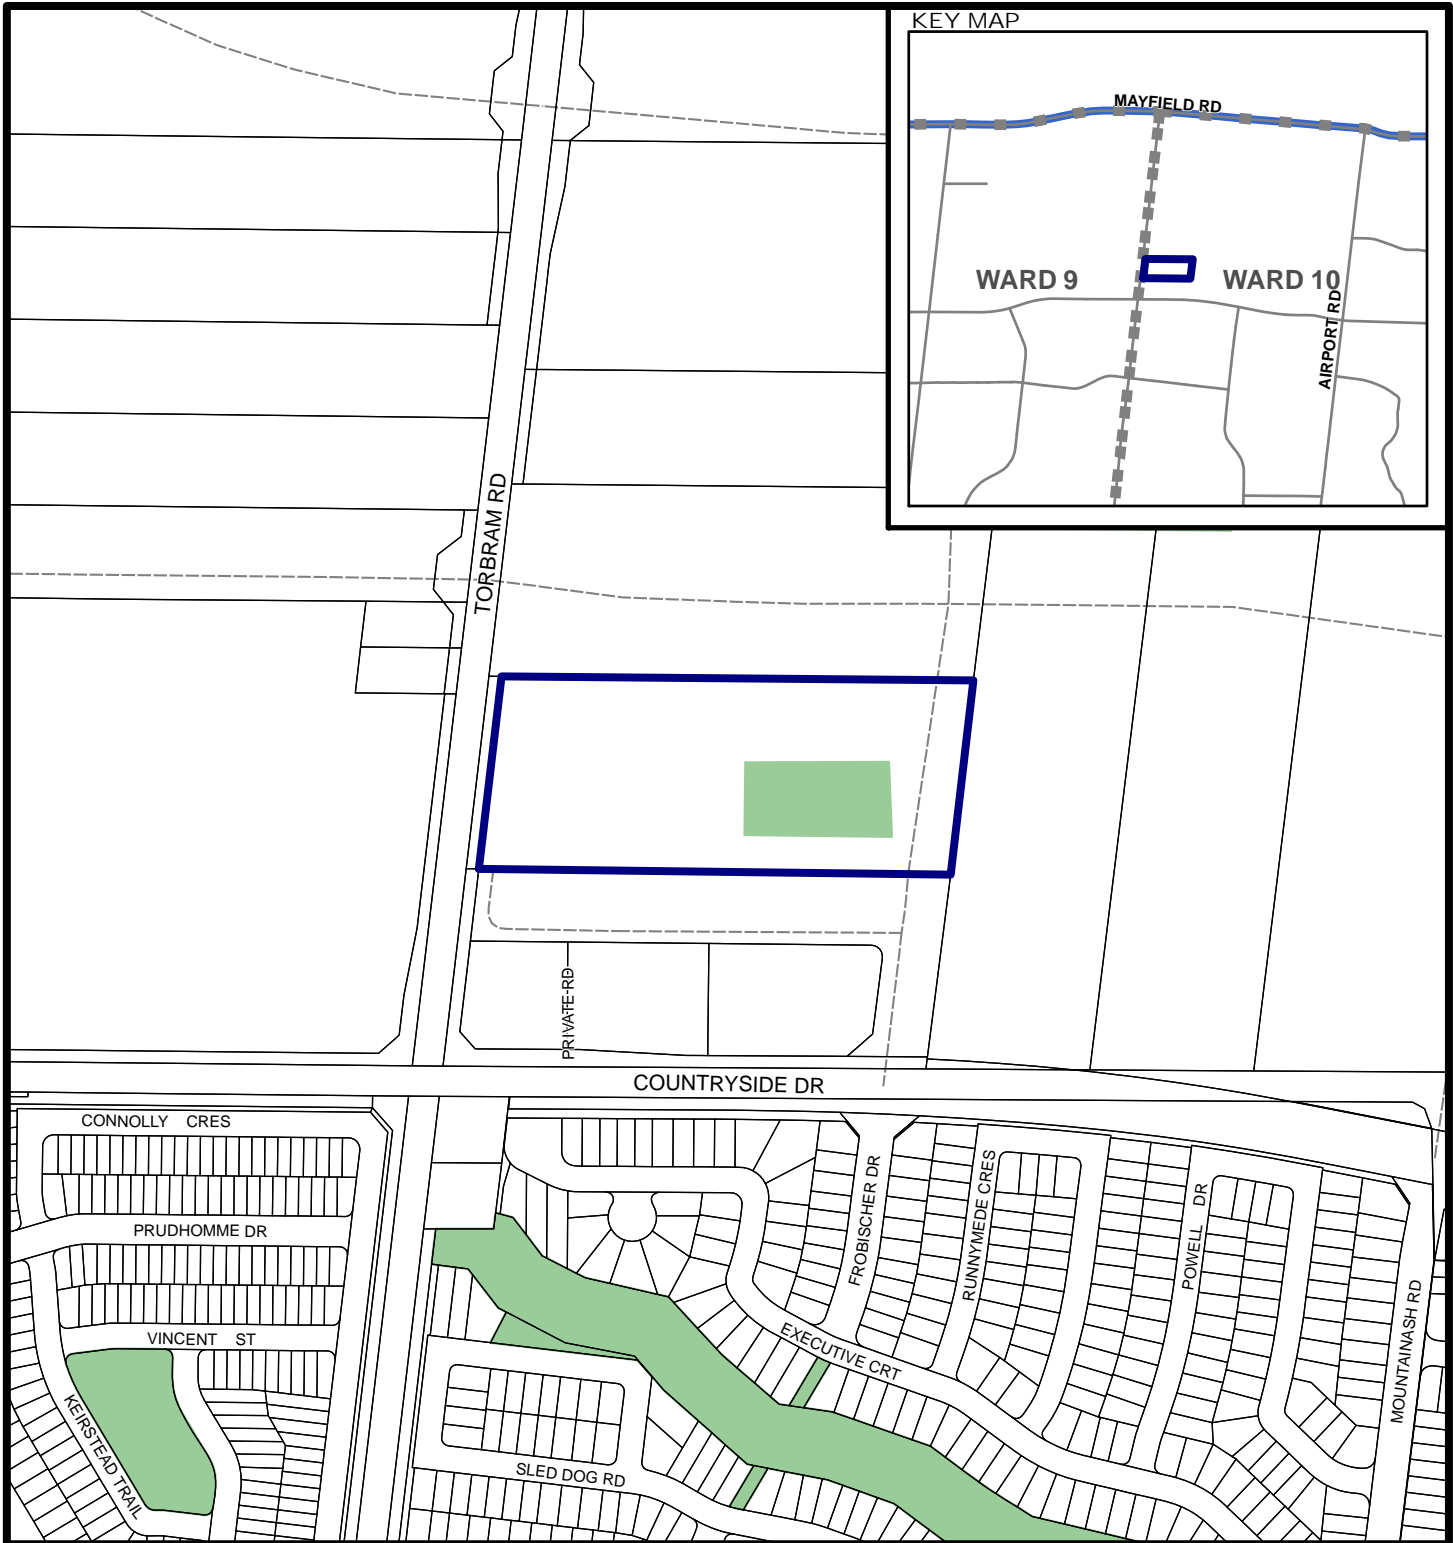 KEY MAP
MAYFIELD RD
WARD 9
WARD 10
AIRPORT RD
TORBRAM RD
PRIVATE RD
COUNTRYSIDE DR
CONNOLLY CRES
PRUDHOMME DR
VINCENT ST
KEIRSTEAD TRAIL
SLED DOG RD
EXECUTIVE CRT
FROBISCHER DR
RUNNYMEDE CRES
POWELL DR
MOUNTAINASH RD